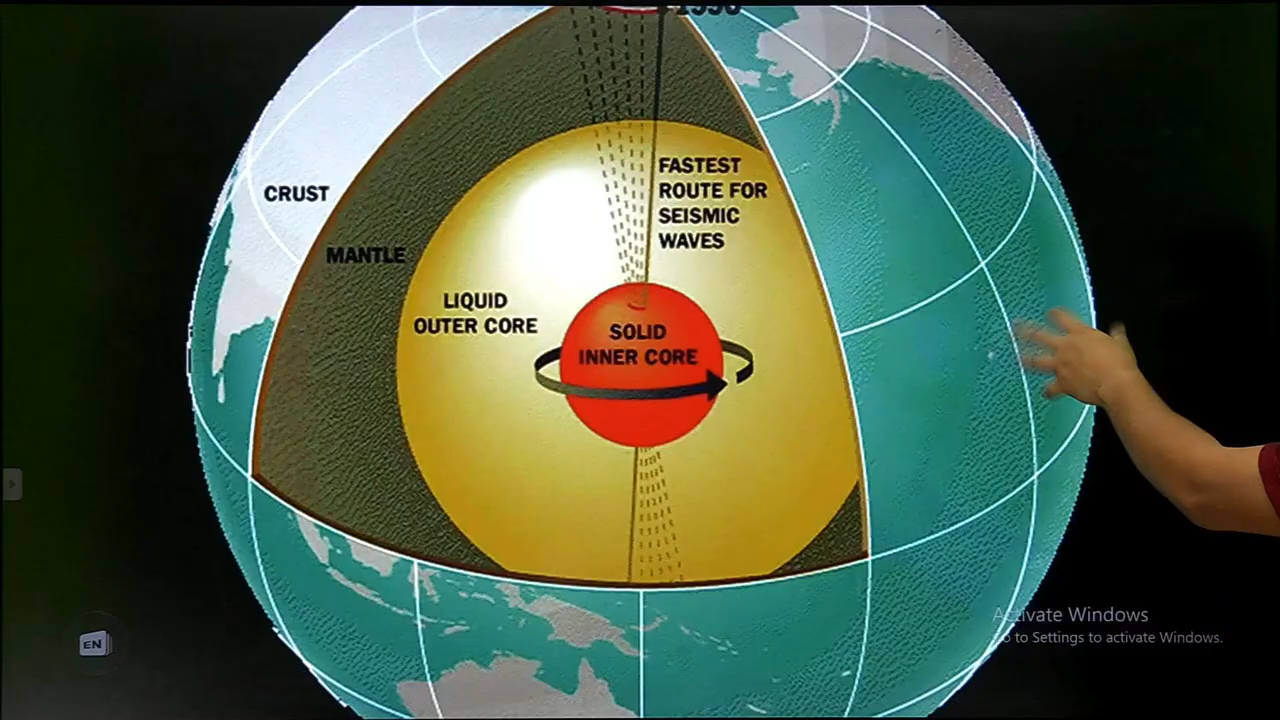 1996
CRUST
MANTLE
LIQUID
OUTER CORE
FASTEST
ROUTE FOR
SEISMIC
WAVES
SOLID
INNER CORE
EN
Activate Windows
Go to Settings to activate Windows.